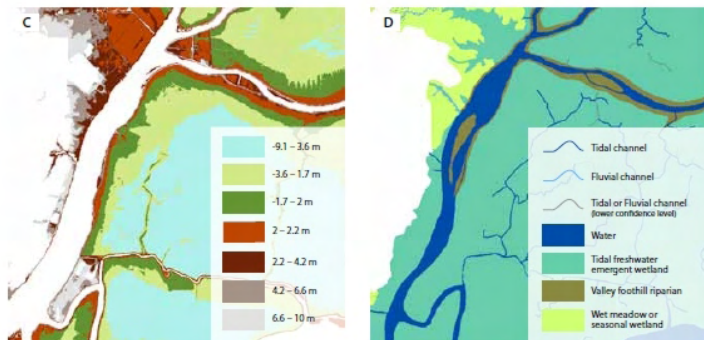 C
-9.1 – 3.6 m
-3.6 – 1.7 m
-1.7 – 2 m
2 – 2.2 m
2.2 – 4.2 m
4.2 – 6.6 m
6.6 – 10 m
D
Tidal channel
Fluvial channel
Tidal or Fluvial channel
(lower confidence level)
Water
Tidal freshwater
emergent wetland
Valley foothill riparian
Wet meadow or
seasonal wetland